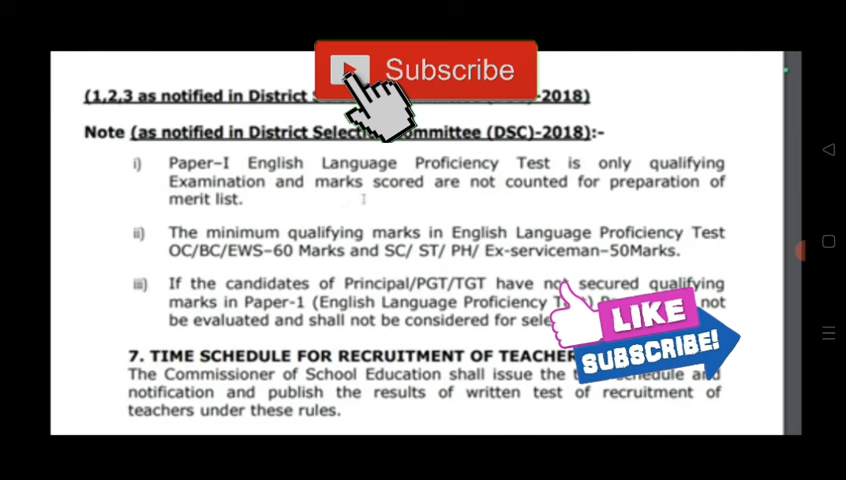 Subscribe
(1,2,3 as notified in District -2018)
Note (as notified in District Selection Committee (DSC)-2018):-
i) Paper–I English Language Proficiency Test is only qualifying
Examination and marks scored are not counted for preparation of
merit list.
ii) The minimum qualifying marks in English Language Proficiency Test
OC/BC/EWS–60 Marks and SC/ ST/ PH/ Ex-serviceman–50Marks.
iii) If the candidates of Principal/PGT/TGT have not secured qualifying
marks in Paper-1 (English Language Proficiency not
be evaluated and shall not be considered for
LIKE
SUBSCRIBE!
7. TIME SCHEDULE FOR RECRUITMENT OF
The Commissioner of School Education shall issue the and
notification and publish the results of written test of recruitment of
teachers under these rules.